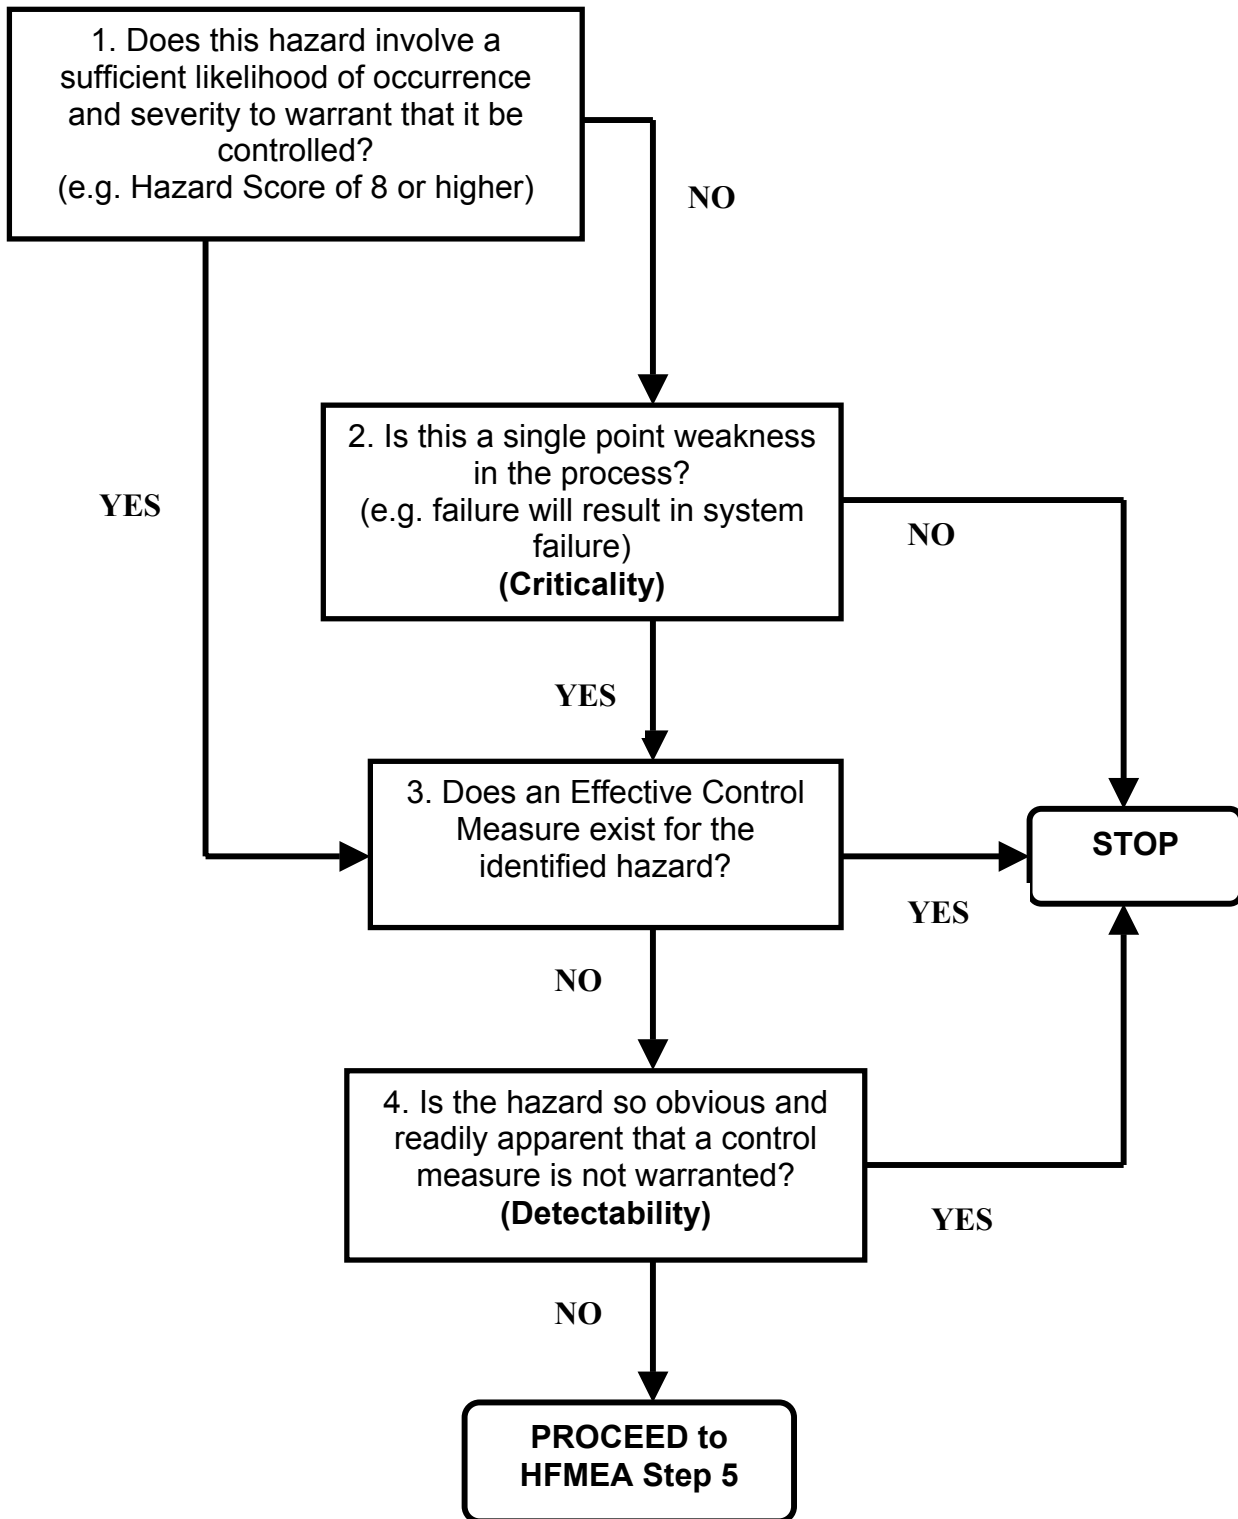 1. Does this hazard involve a
sufficient likelihood of occurrence
and severity to warrant that it be
controlled?
(e.g. Hazard Score of 8 or higher)
NO
YES
2. Is this a single point weakness
in the process?
(e.g. failure will result in system
failure)
(Criticality)
NO
YES
3. Does an Effective Control
Measure exist for the
identified hazard?
STOP
YES
NO
4. Is the hazard so obvious and
readily apparent that a control
measure is not warranted?
(Detectability)
YES
NO
PROCEED to
HFMEA Step 5